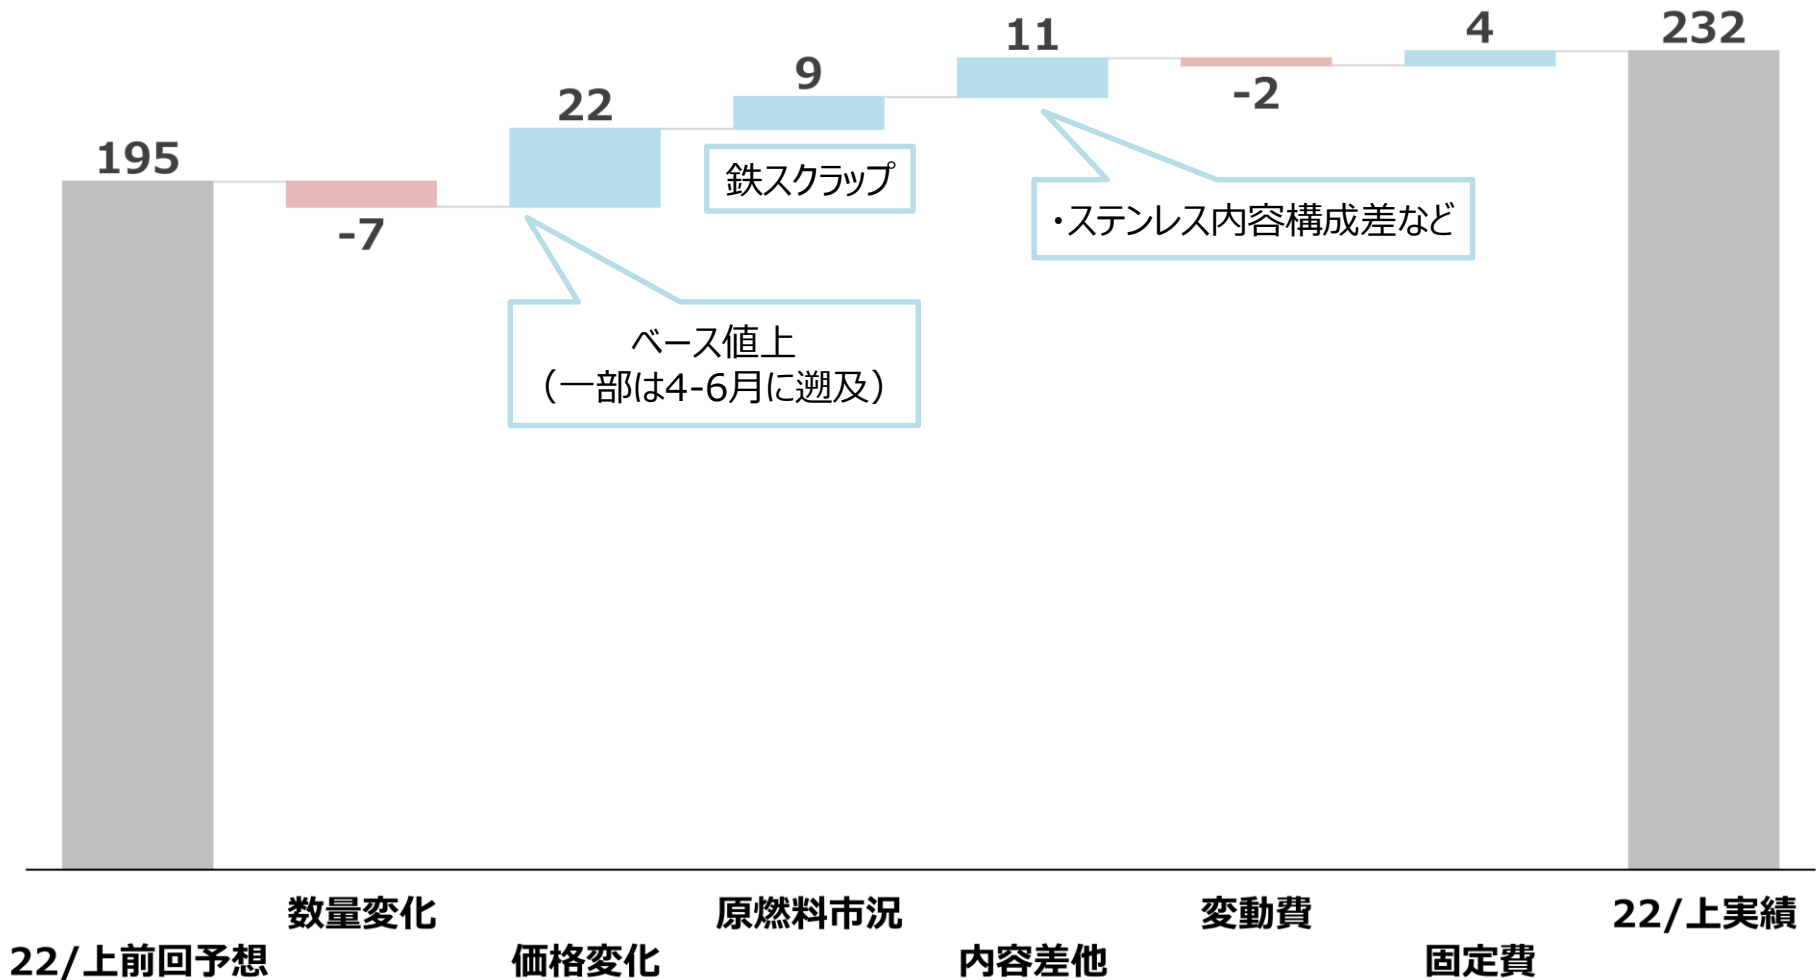 195
-7
22
9
11
-2
4
232
鉄スクラップ
・ステンレス内容構成差など
ベース値上
（一部は4-6月に遡及）
22/上前回予想
数量変化
価格変化
原燃料市況
内容差他
変動費
固定費
22/上実績